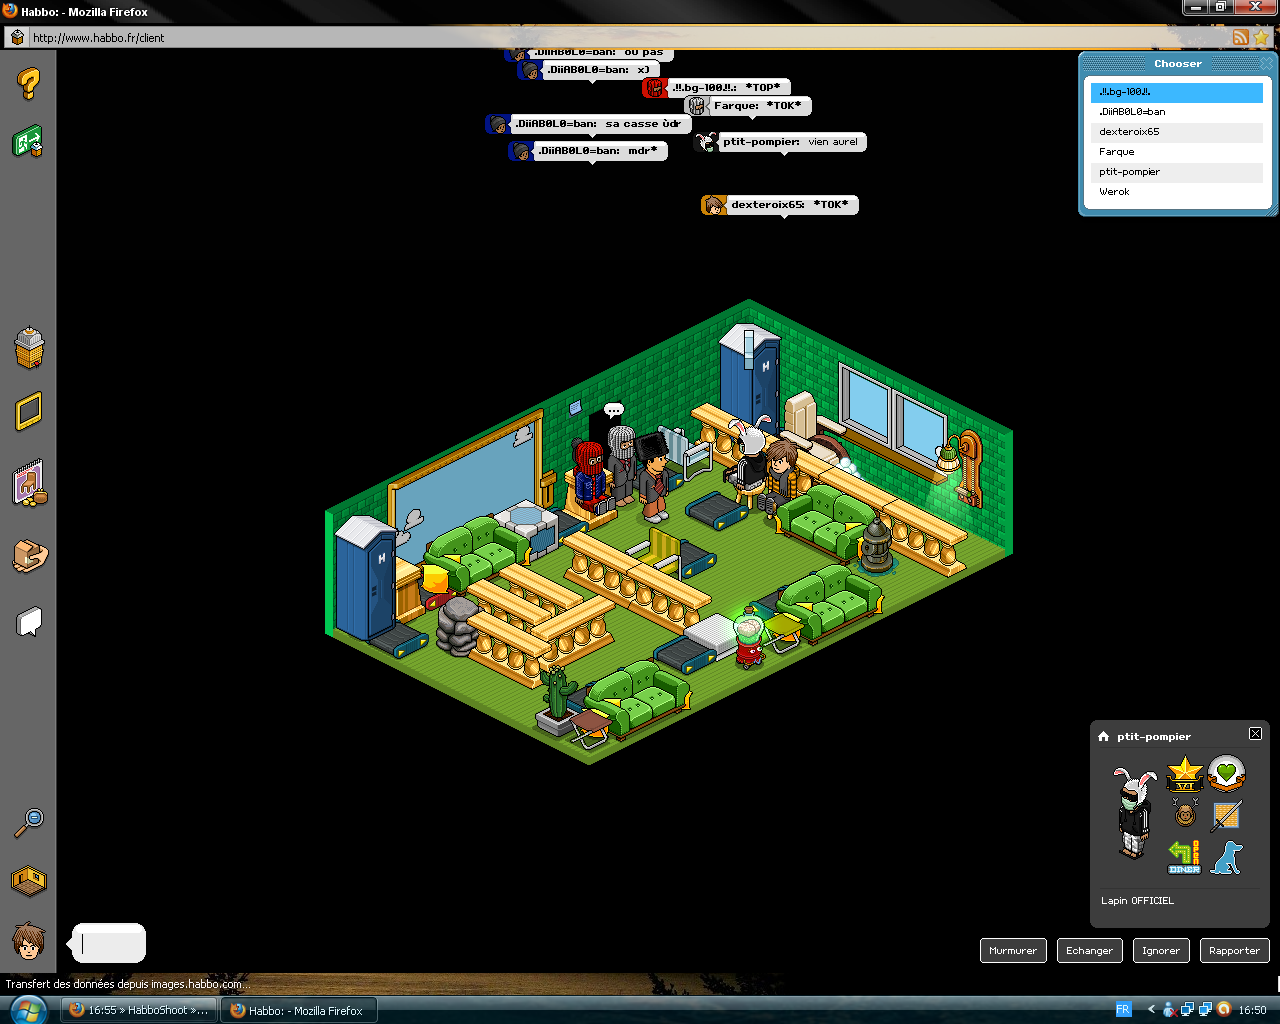 Habbo: - Mozilla Firefox
http://www.habbo.fr/client
.DiiAB0L0=ban: ou pas
.DiiAB0L0=ban: x)
.!!.bg-100.!!.: *TOP*
Farque: *TOK*
.DiiAB0L0=ban: sa casse ùdr
ptit-pompier: vien aurel
.DiiAB0L0=ban: mdr*
dexteroix65: *TOK*
Chooser
.!!.bg-100.!!.
.DiiAB0L0=ban
dexteroix65
Farque
ptit-pompier
Werok
H
H
ptit-pompier
OPEN
DINER
Lapin OFFICIEL
Murmurer
Echanger
Ignorer
Rapporter
Transfert des données depuis images.habbo.com...
16:55 » HabboShoot »...
Habbo: - Mozilla Firefox
FR
16:50